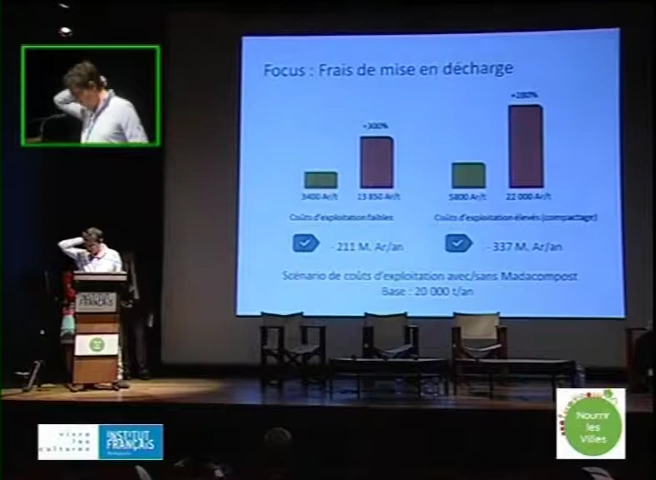 Focus : Frais de mise en décharge
+300%
+280%
3400 Ar/t
13 850 Ar/t
5800 Ar/t
22 000 Ar/t
Coûts d'exploitation faibles
Coûts d'exploitation élevés (compactage)
- 211 M. Ar/an
- 337 M. Ar/an
Scénario de coûts d'exploitation avec/sans Madacompost
Base : 20 000 t/an
INSTITUT
FRANÇAIS
vivre
les
cultures
INSTITUT
FRANÇAIS
Nourrir
les
Villes